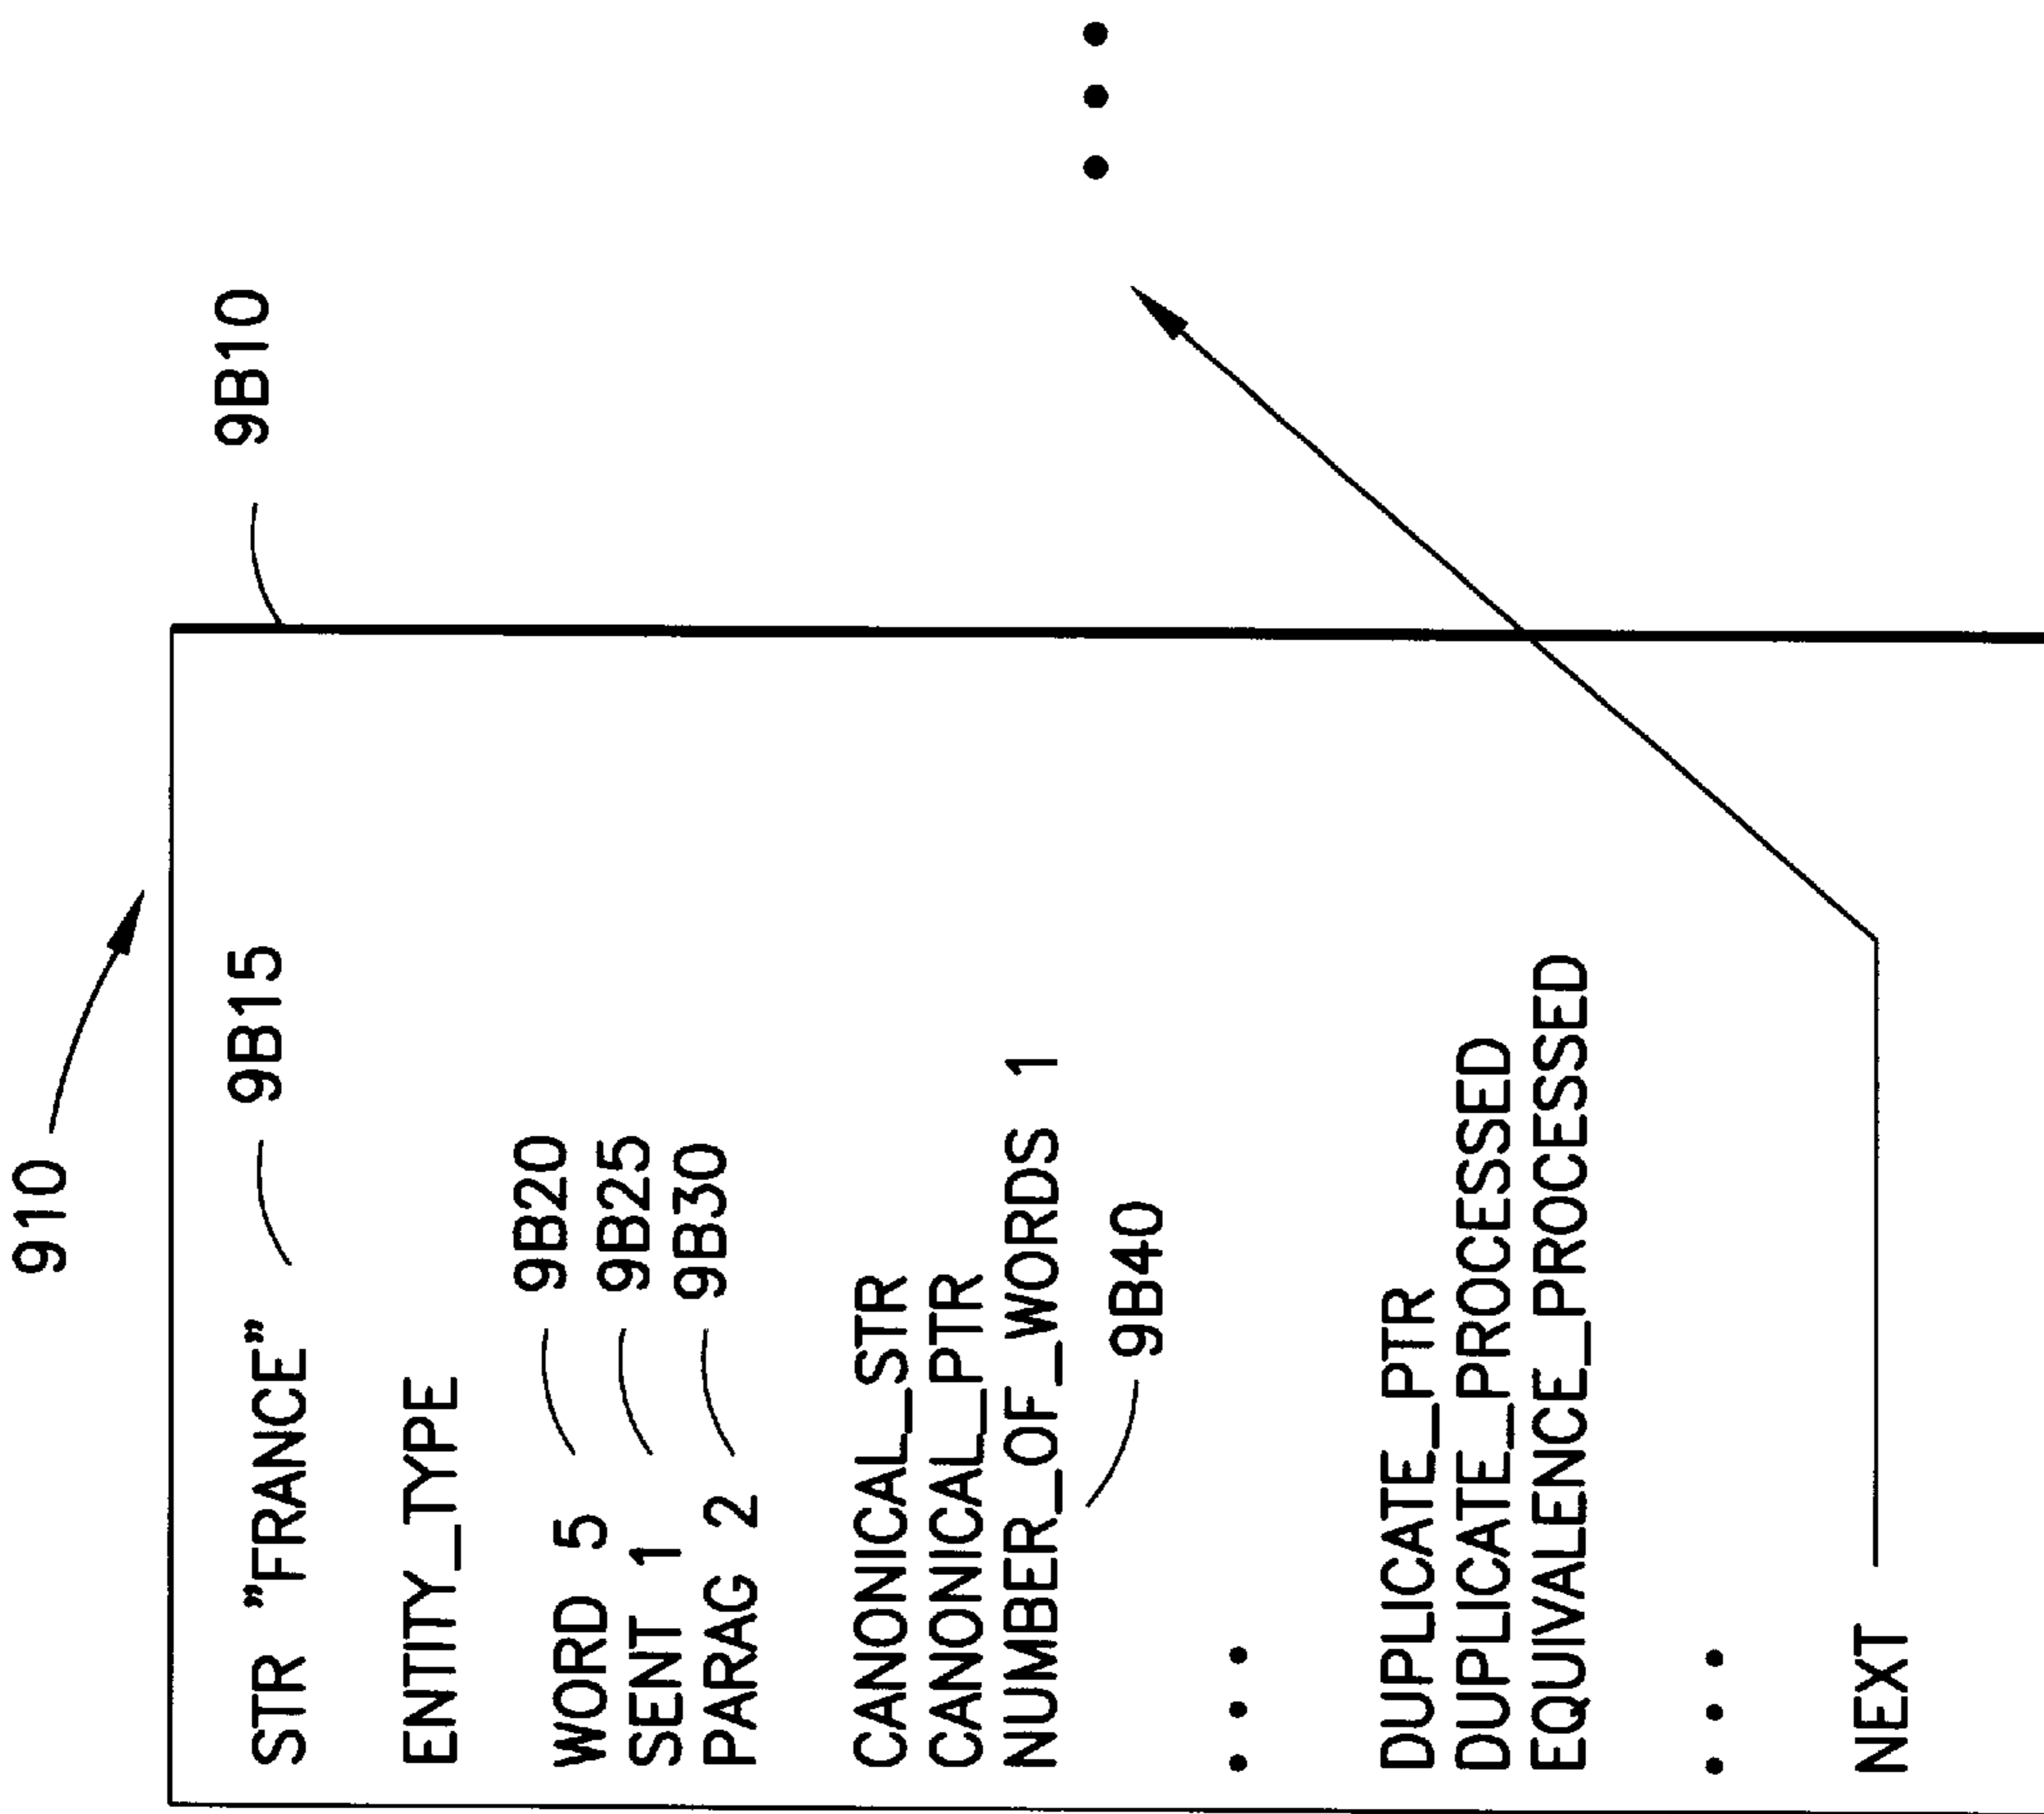 910
9B10
STR "FRANCE" 9B15
ENTITY_TYPE
WORD 5 9B20
SENT 1 9B25
PARAG 2 9B30
CANONICAL_STR
CANONICAL_PTR
NUMBER_OF_WORDS 1
9B40
DUPLICATE_PTR
DUPLICATE_PROCESSED
EQUIVALENCE_PROCESSED
NEXT